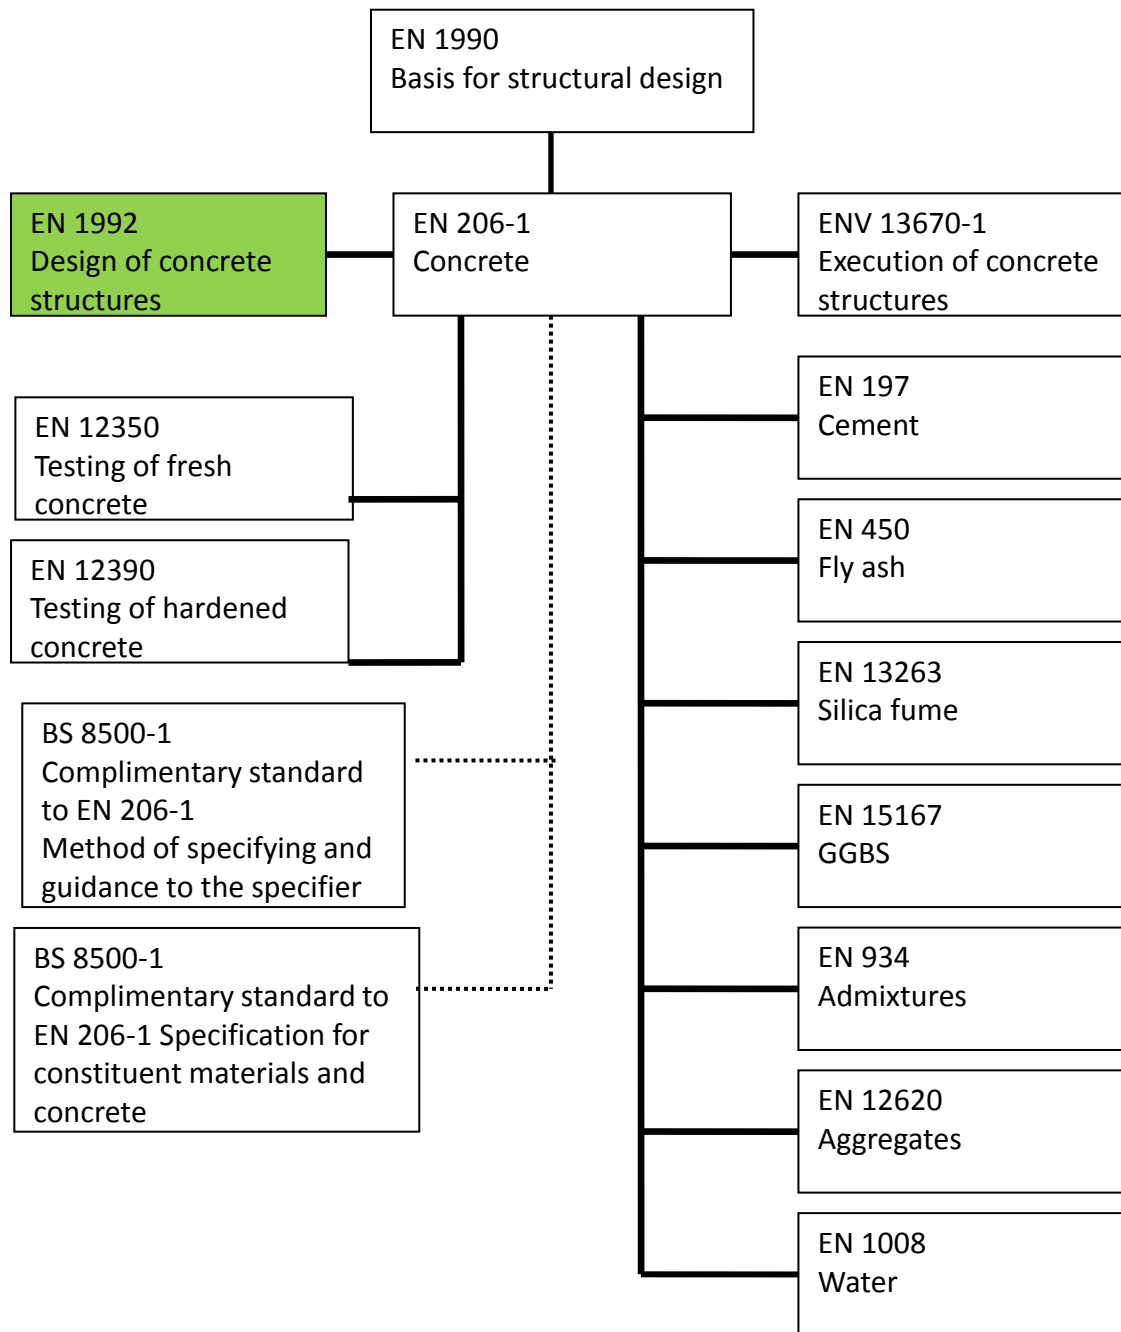 EN 1990
Basis for structural design
EN 1992
Design of concrete
structures
EN 206-1
Concrete
ENV 13670-1
Execution of concrete
structures
EN 12350
Testing of fresh
concrete
EN 12390
Testing of hardened
concrete
BS 8500-1
Complimentary standard
to EN 206-1
Method of specifying and
guidance to the specifier
BS 8500-1
Complimentary standard to
EN 206-1 Specification for
constituent materials and
concrete
EN 197
Cement
EN 450
Fly ash
EN 13263
Silica fume
EN 15167
GGBS
EN 934
Admixtures
EN 12620
Aggregates
EN 1008
Water